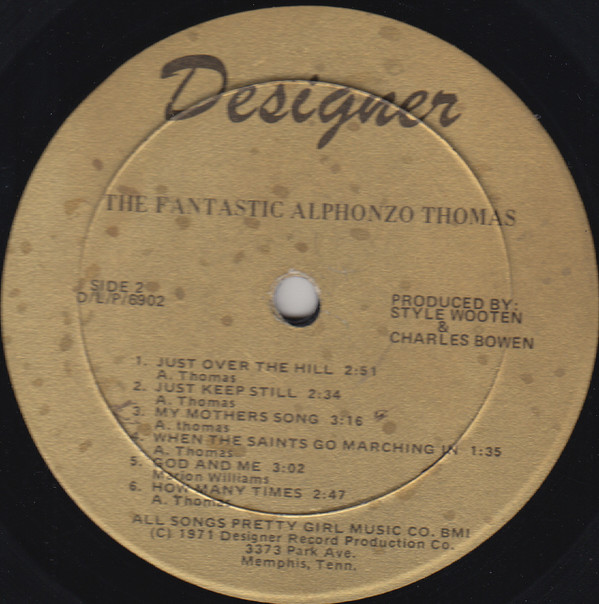 Designer
THE FANTASTIC ALPHONZO THOMAS
SIDE 2
D/L/P/6902
PRODUCED BY:
STYLE WOOTEN
&
CHARLES BOWEN
1. JUST OVER THE HILL 2:51
A. Thomas
2. JUST KEEP STILL 2:34
A. Thomas
3. MY MOTHERS SONG 3:16
A. thomas
4. WHEN THE SAINTS GO MARCHING IN 1:35
A. Thomas
5. GOD AND ME 3:02
Marion Williams
6. HOW MANY TIMES 2:47
A. Thomas
ALL SONGS PRETTY GIRL MUSIC CO. BMI
(C) 1971 Designer Record Production Co.
3373 Park Ave.
Memphis, Tenn.